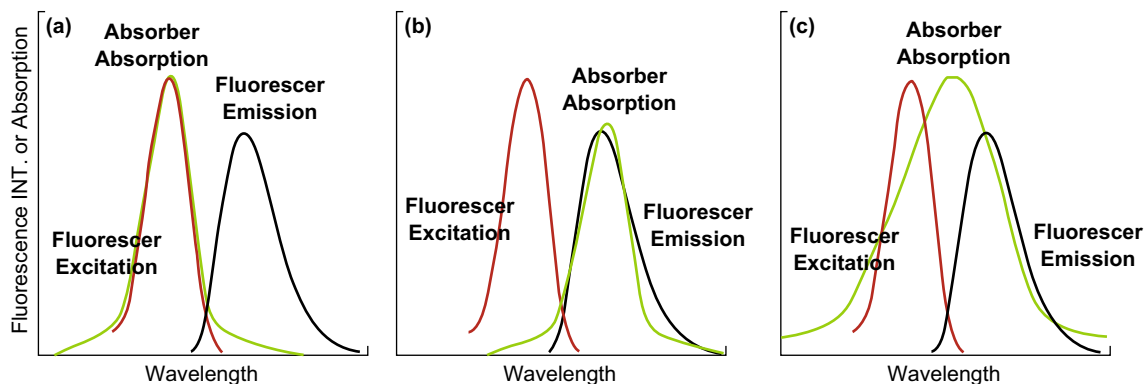 Fluorescence INT. or Absorption
(a)
Absorber
Absorption
Fluorescer
Emission
Fluorescer
Excitation
Wavelength
(b)
Absorber
Absorption
Fluorescer
Excitation
Fluorescer
Emission
Wavelength
(c)
Absorber
Absorption
Fluorescer
Excitation
Fluorescer
Emission
Wavelength